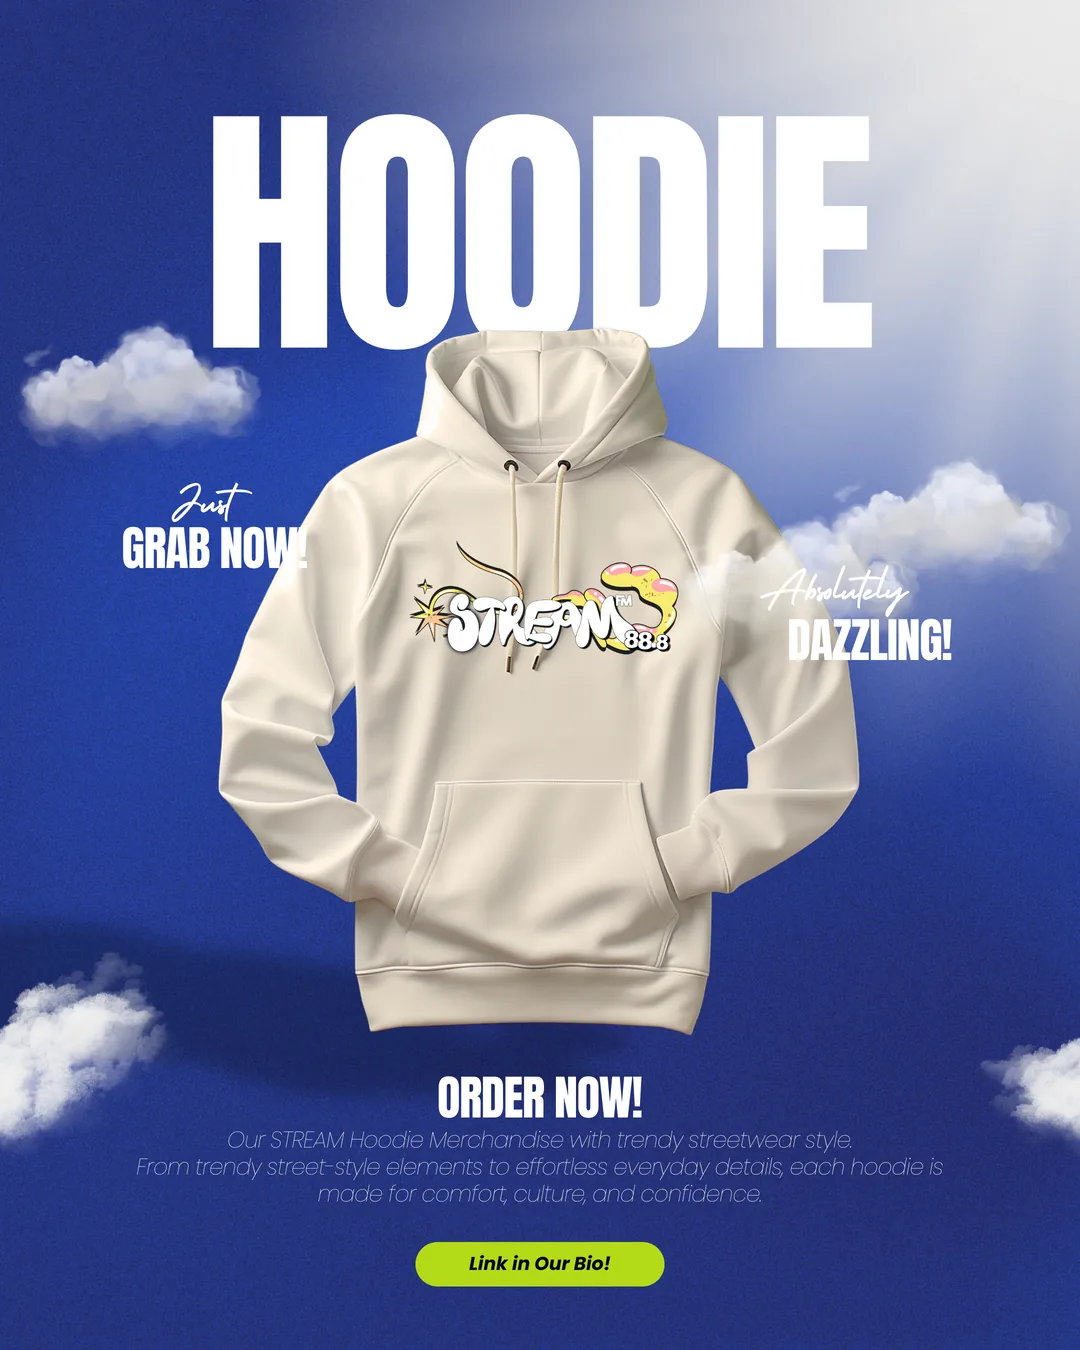 HOODIE
Just
GRAB NOW!
STREAM FM
88.8
Absolutely
DAZZLING!
ORDER NOW!
Our STREAM Hoodie Merchandise with trendy streetwear style.
From trendy street-style elements to effortless everyday details, each hoodie is
made for comfort, culture, and confidence.
Link in Our Bio!